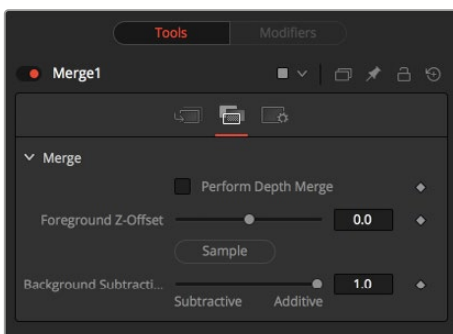 Tools Modifiers
Merge1
Merge
Perform Depth Merge
Foreground Z-Offset 0.0
Sample
Background Subtracti... 1.0
Subtractive Additive